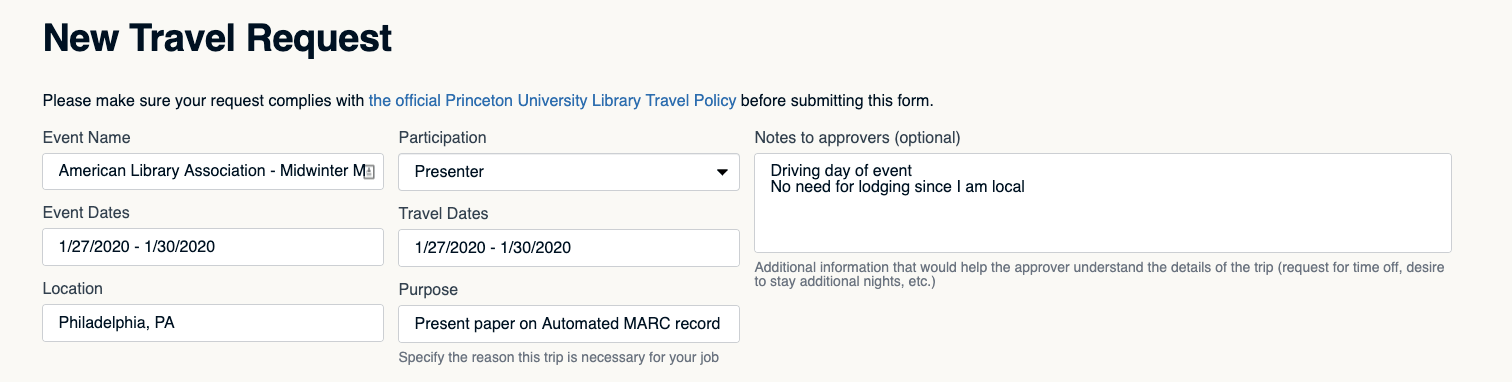 New Travel Request
Please make sure your request complies with the official Princeton University Library Travel Policy before submitting this form.
Event Name
American Library Association - Midwinter M
Participation
Presenter
Notes to approvers (optional)
Driving day of event
No need for lodging since I am local
Additional information that would help the approver understand the details of the trip (request for time off, desire
to stay additional nights, etc.)
Event Dates
1/27/2020 - 1/30/2020
Travel Dates
1/27/2020 - 1/30/2020
Location
Philadelphia, PA
Purpose
Present paper on Automated MARC record
Specify the reason this trip is necessary for your job